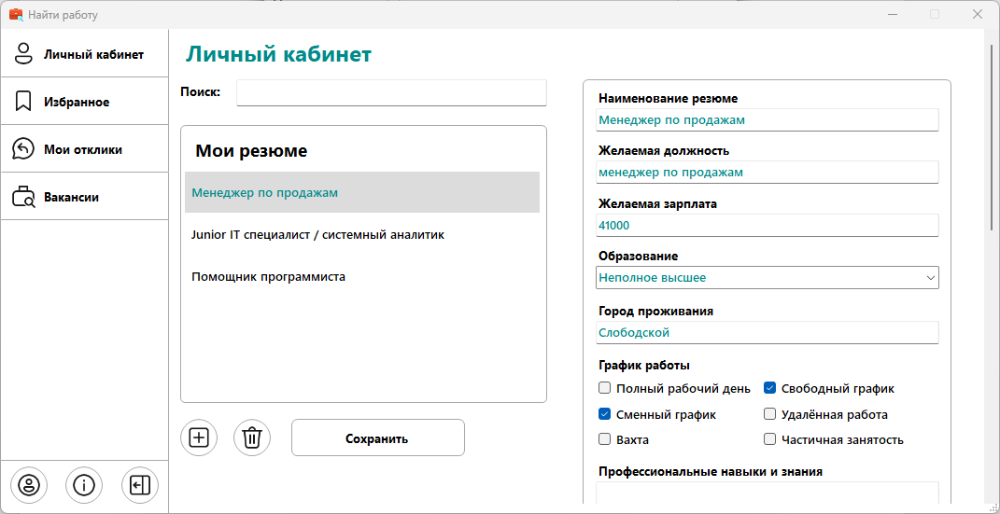 Найти работу
Личный кабинет
Избранное
Мои отклики
Вакансии
Личный кабинет
Поиск:
Мои резюме
Менеджер по продажам
Junior IT специалист / системный аналитик
Помощник программиста
Сохранить
Наименование резюме
Менеджер по продажам
Желаемая должность
менеджер по продажам
Желаемая зарплата
41000
Образование
Неполное высшее
Город проживания
Слободской
График работы
Полный рабочий день Свободный график
Сменный график Удалённая работа
Вахта Частичная занятость
Профессиональные навыки и знания